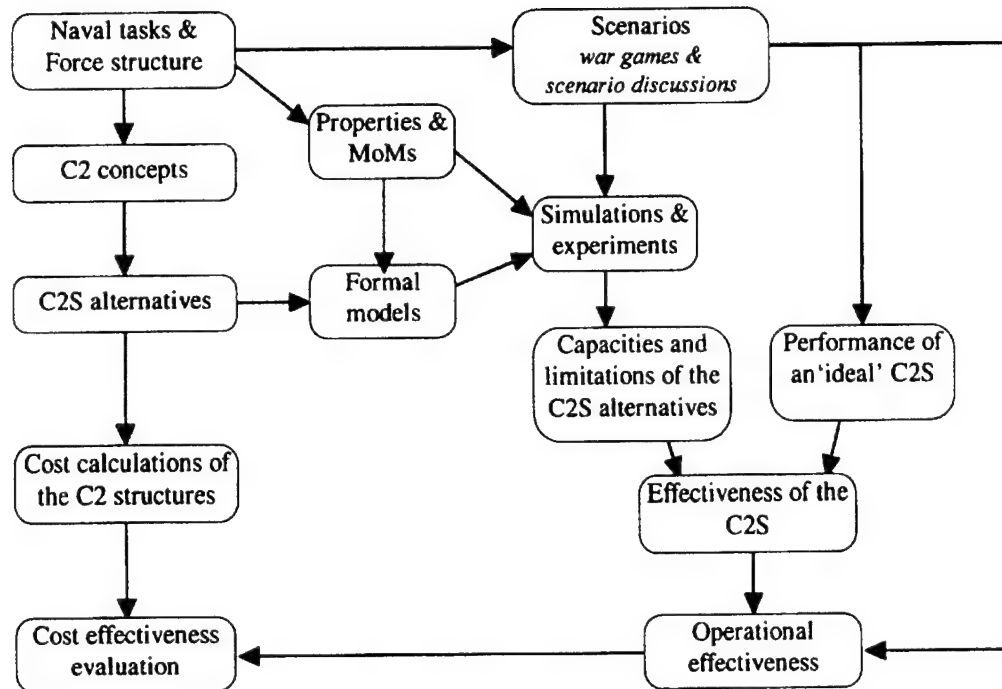 Naval tasks &
Force structure
Scenarios
war games &
scenario discussions
Properties &
MoMs
C2 concepts
Simulations &
experiments
C2S alternatives
Formal
models
Capacities and
limitations of the
C2S alternatives
Performance of
an'ideal' C2S
Cost calculations of
the C2 structures
Effectiveness of the
C2S
Cost effectiveness
evaluation
Operational
effectiveness